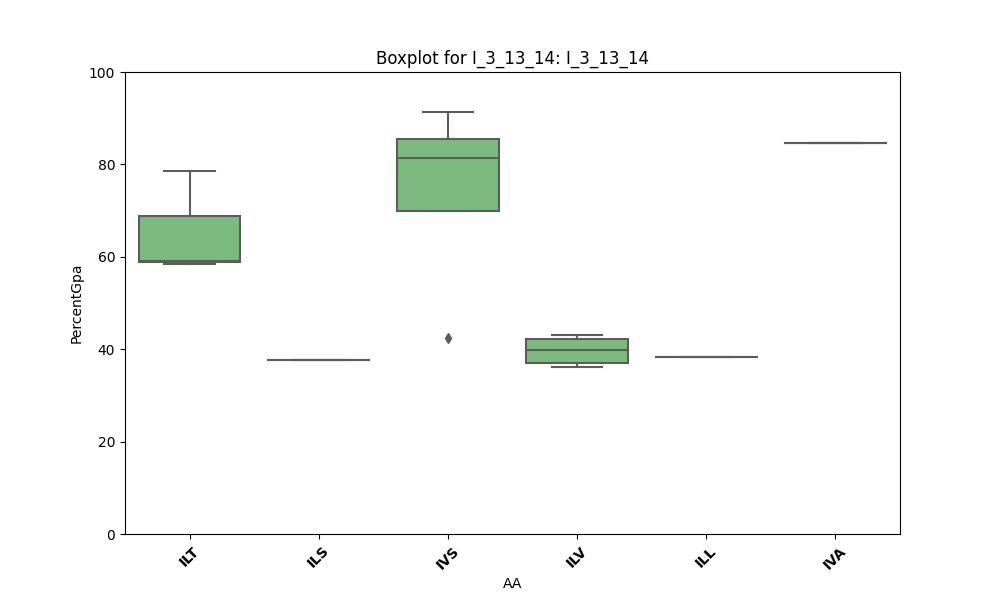 Boxplot for I_3_13_14: I_3_13_14
PercentGpa
100
80
60
40
20
0
ILT
ILS
IVS
ILV
ILL
IVA
AA